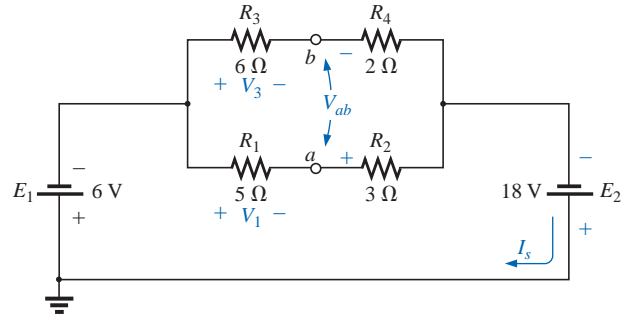 R3 R4
b −
6 Ω 2 Ω
+ V3 −
Vab
R1 a + R2
− −
E1 6 V 18 V E2
5 Ω 3 Ω
+ V1 −
+ +
Is